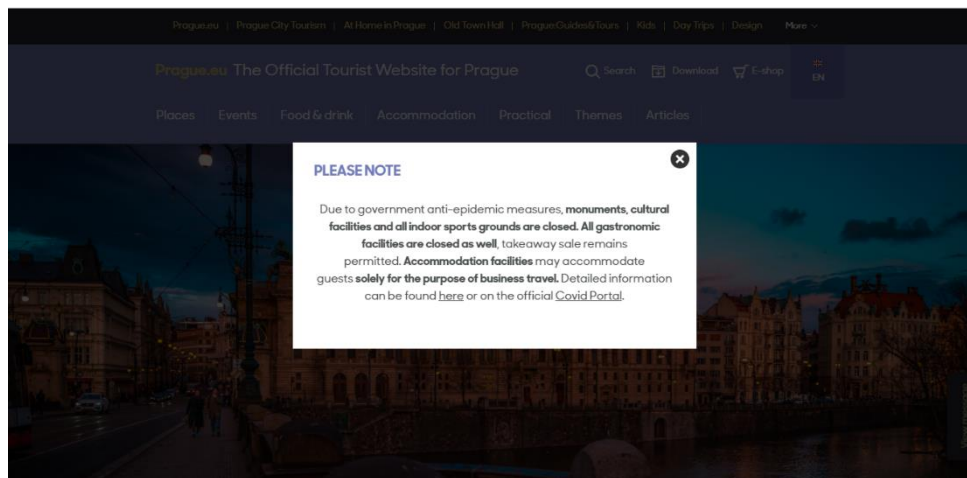 Prague.eu | Prague City Tourism | At Home in Prague | Old Town Hall | Prague:Guides&Tours | Kids | Day Trips | Design More
Prague.eu The Official Tourist Website for Prague Search Download E-shop EN
Places Events Food & drink Accommodation Practical Themes Articles
PLEASE NOTE
Due to government anti-epidemic measures, monuments, cultural
facilities and all indoor sports grounds are closed. All gastronomic
facilities are closed as well, takeaway sale remains
permitted. Accommodation facilities may accommodate
guests solely for the purpose of business travel. Detailed information
can be found here or on the official Covid Portal.